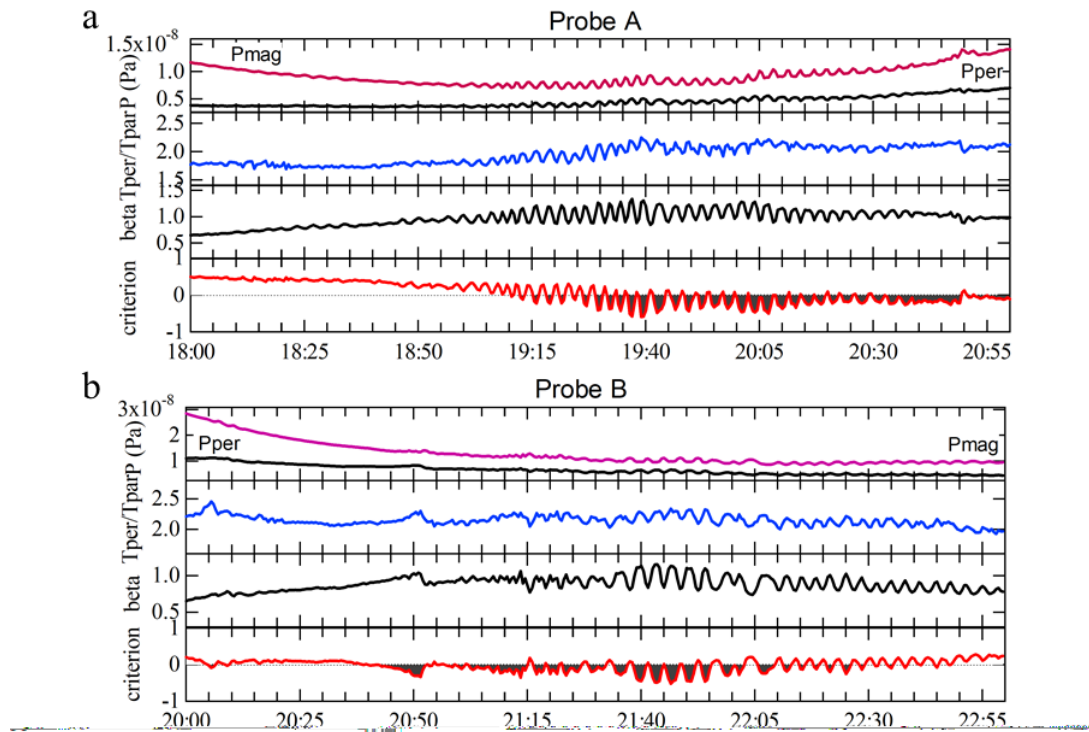 a
Probe A
1.5x10⁻⁸
1.0
0.5
P (Pa)
Pmag
Pper
2.5
2.0
1.5
Tper/Tpar
1.5
1.0
0.5
beta
1
0
-1
criterion
18:00 18:25 18:50 19:15 19:40 20:05 20:30 20:55
b
Probe B
3x10⁻⁸
2
1
P (Pa)
Pper
Pmag
2.5
2.0
Tper/Tpar
1.0
0.5
beta
1
0
-1
criterion
20:00 20:25 20:50 21:15 21:40 22:05 22:30 22:55